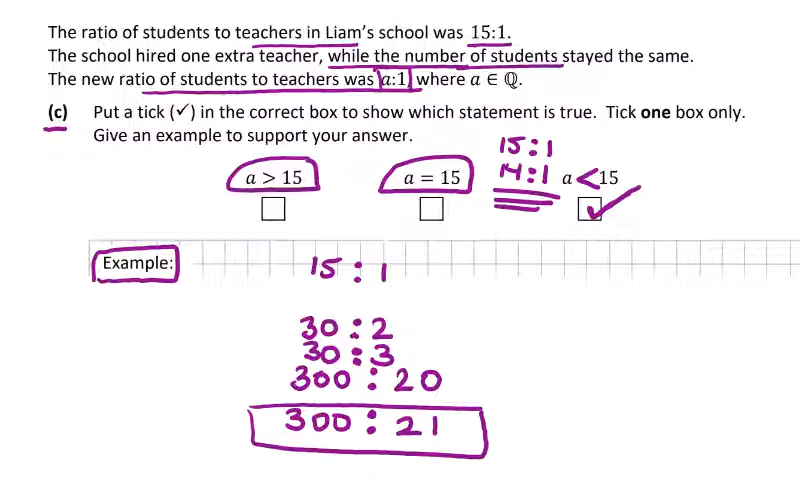 The ratio of students to teachers in Liam's school was 15:1.
The school hired one extra teacher, while the number of students stayed the same.
The new ratio of students to teachers was a:1, where a ∈ ℚ.
(c) Put a tick (✓) in the correct box to show which statement is true. Tick one box only.
Give an example to support your answer.
15:1
14:1
a > 15 a = 15 a < 15
✓
Example: 15 : 1
30 : 2
30 : 3
300 : 20
300 : 21